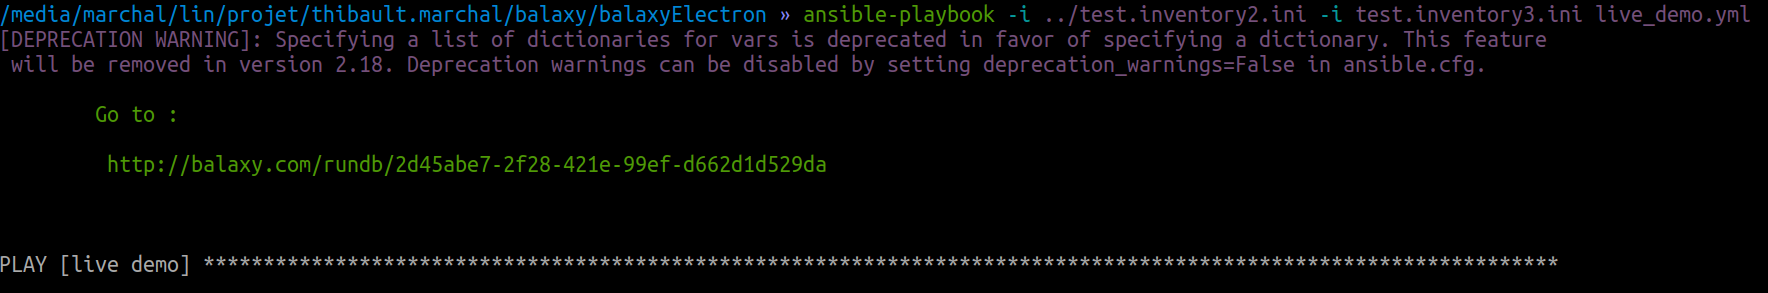 /media/marchal/lin/projet/thibault.marchal/balaxy/balaxyElectron » ansible-playbook -i ../test.inventory2.ini -i test.inventory3.ini live_demo.yml
[DEPRECATION WARNING]: Specifying a list of dictionaries for vars is deprecated in favor of specifying a dictionary. This feature
will be removed in version 2.18. Deprecation warnings can be disabled by setting deprecation_warnings=False in ansible.cfg.
Go to :
http://balaxy.com/rundb/2d45abe7-2f28-421e-99ef-d662d1d529da
PLAY [live demo] *****************************************************************************************************************